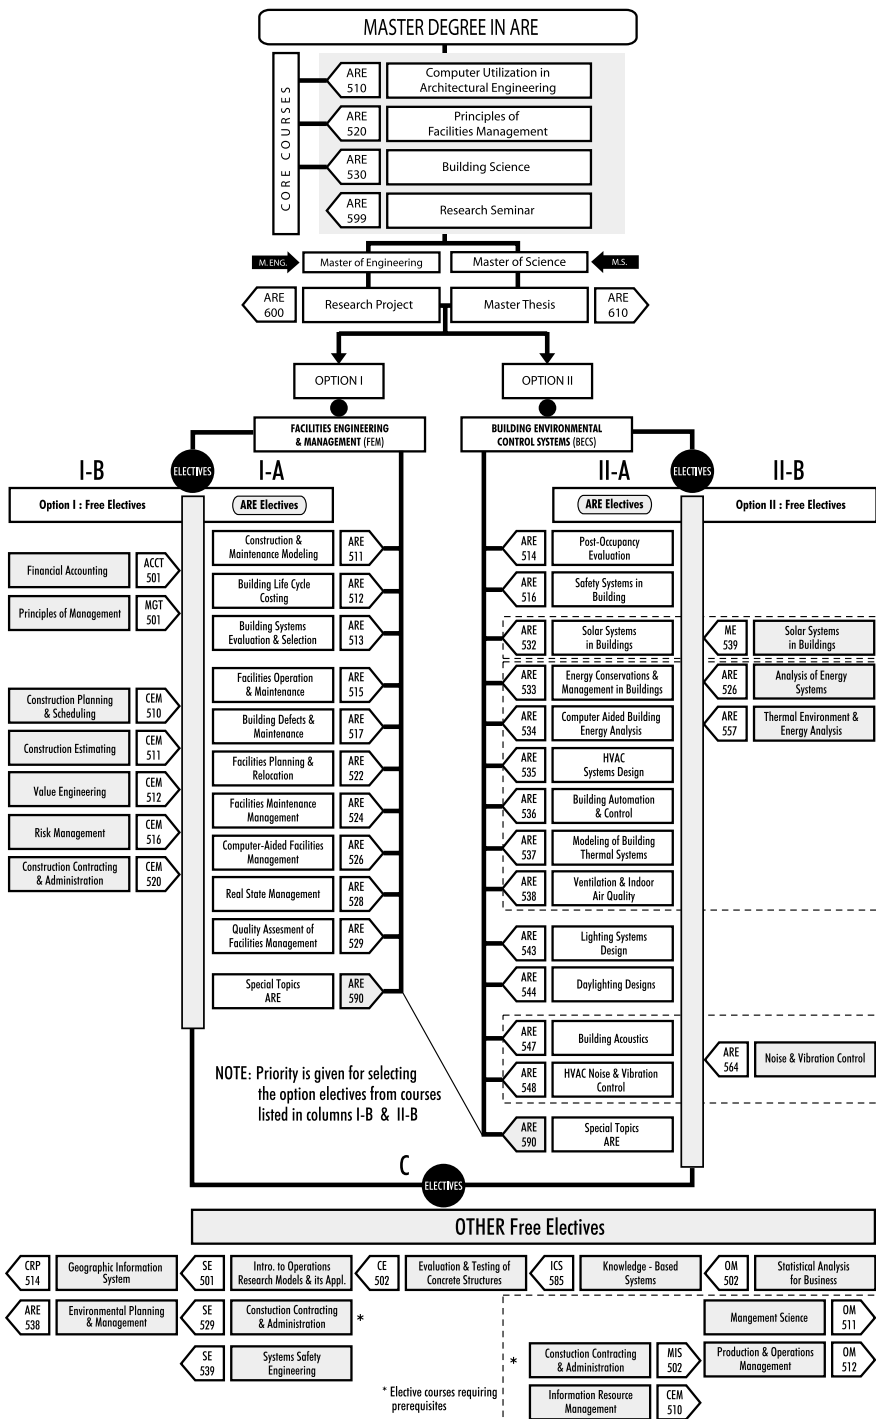 MASTER DEGREE IN ARE
CORE COURSES
ARE
510
Computer Utilization in
Architectural Engineering
ARE
520
Principles of
Facilities Management
ARE
530
Building Science
ARE
599
Research Seminar
M. ENG.
Master of Engineering
Master of Science
M.S.
ARE
600
Research Project
Master Thesis
ARE
610
OPTION I
OPTION II
FACILITIES ENGINEERING
& MANAGEMENT (FEM)
BUILDING ENVIRONMENTAL
CONTROL SYSTEMS (BECS)
I-B
ELECTIVES
I-A
II-A
ELECTIVES
II-B
Option I : Free Electives
ARE Electives
ARE Electives
Option II : Free Electives
Financial Accounting
ACCT
501
Principles of Management
MGT
501
Construction Planning
& Scheduling
CEM
510
Construction Estimating
CEM
511
Value Engineering
CEM
512
Risk Management
CEM
516
Construction Contracting
& Administration
CEM
520
Construction &
Maintenance Modeling
ARE
511
Building Life Cycle
Costing
ARE
512
Building Systems
Evaluation & Selection
ARE
513
Facilities Operation
& Maintenance
ARE
515
Building Defects &
Maintenance
ARE
517
Facilities Planning &
Relocation
ARE
522
Facilities Maintenance
Management
ARE
524
Computer-Aided Facilities
Management
ARE
526
Real State Management
ARE
528
Quality Assesment of
Facilities Management
ARE
529
Special Topics
ARE
ARE
590
ARE
514
Post-Occupancy
Evaluation
ARE
516
Safety Systems in
Building
ARE
532
Solar Systems
in Buildings
ARE
533
Energy Conservations &
Management in Buildings
ARE
534
Computer Aided Building
Energy Analysis
ARE
535
HVAC
Systems Design
ARE
536
Building Automation
& Control
ARE
537
Modeling of Building
Thermal Systems
ARE
538
Ventilation & Indoor
Air Quality
ARE
543
Lighting Systems
Design
ARE
544
Daylighting Designs
ARE
547
Building Acoustics
ARE
548
HVAC Noise & Vibration
Control
ARE
590
Special Topics
ARE
ME
539
Solar Systems
in Buildings
ARE
526
Analysis of Energy
Systems
ARE
557
Thermal Environment &
Energy Analysis
ARE
564
Noise & Vibration Control
NOTE: Priority is given for selecting
the option electives from courses
listed in columns I-B & II-B
C
ELECTIVES
OTHER Free Electives
CRP
514
Geographic Information
System
SE
501
Intro. to Operations
Research Models & its Appl.
CE
502
Evaluation & Testing of
Concrete Structures
ICS
585
Knowledge - Based
Systems
OM
502
Statistical Analysis
for Business
ARE
538
Environmental Planning
& Management
SE
529
Constuction Contracting
& Administration
*
Mangement Science
OM
511
SE
539
Systems Safety
Engineering
*
Constuction Contracting
& Administration
MIS
502
Production & Operations
Management
OM
512
* Elective courses requiring
prerequisites
Information Resource
Management
CEM
510